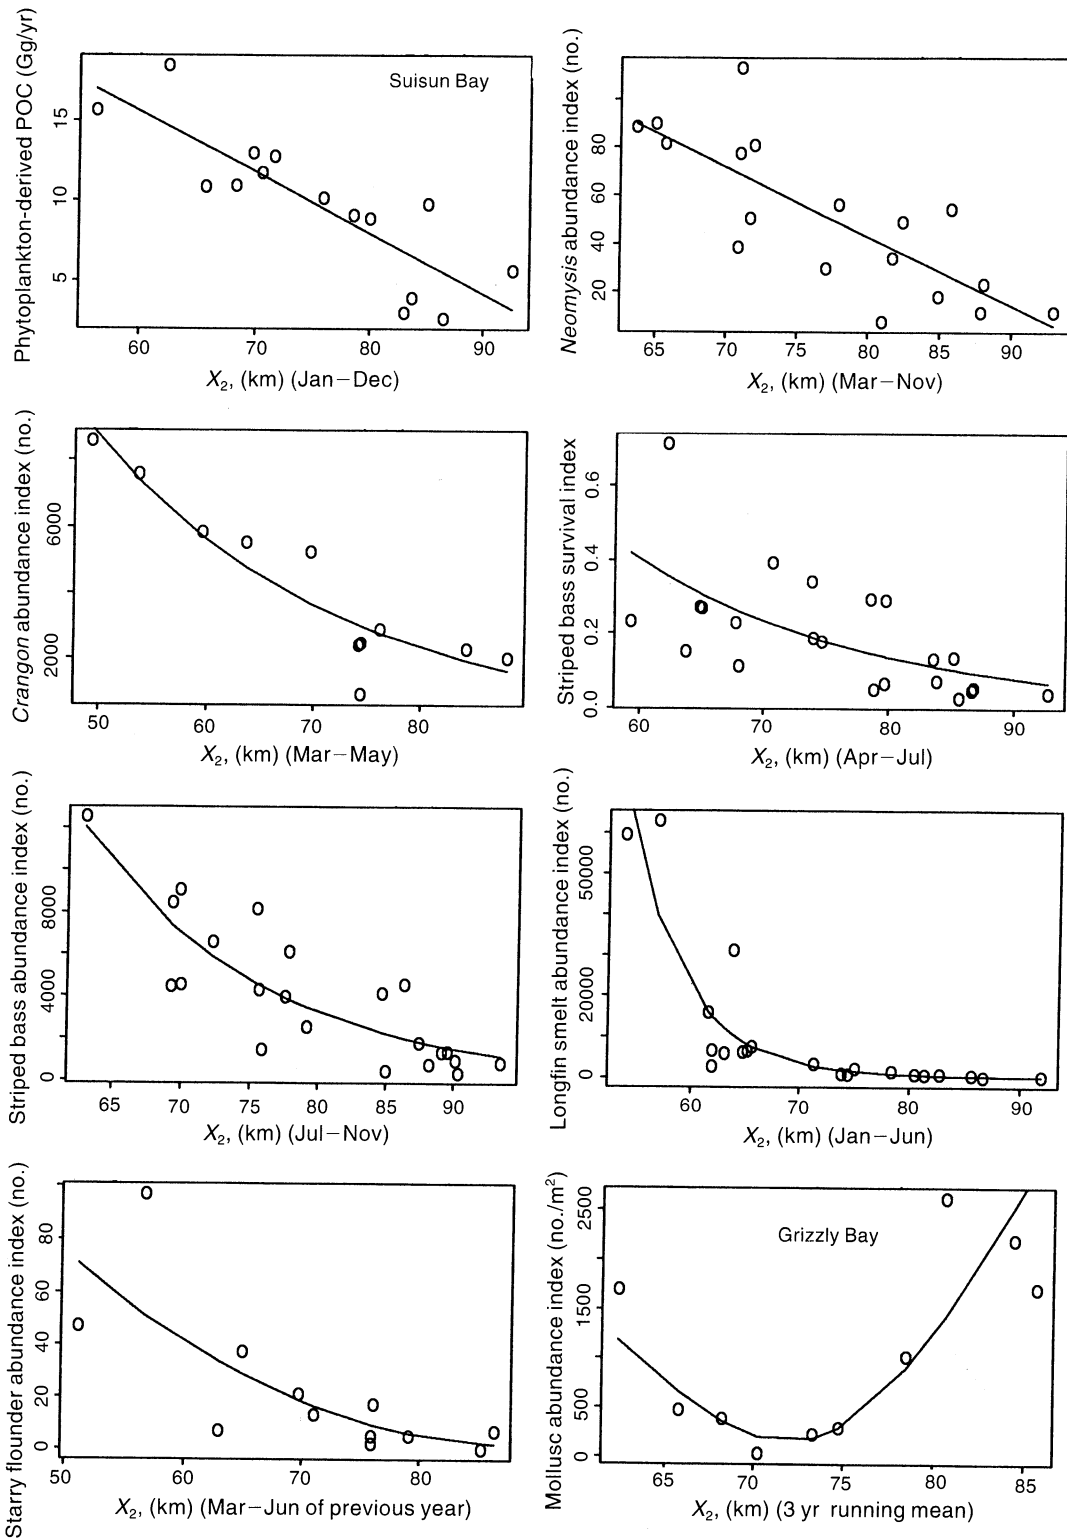 Phytoplankton-derived POC (Gg/yr)
15
10
5
Suisun Bay
60 70 80 90
X2, (km) (Jan–Dec)
Neomysis abundance index (no.)
80
60
40
20
65 70 75 80 85 90
X2, (km) (Mar–Nov)
Crangon abundance index (no.)
6000
2000
50 60 70 80
X2, (km) (Mar–May)
Striped bass survival index
0.6
0.4
0.2
0.0
60 70 80 90
X2, (km) (Apr–Jul)
Striped bass abundance index (no.)
8000
4000
0
65 70 75 80 85 90
X2, (km) (Jul–Nov)
Longfin smelt abundance index (no.)
50000
20000
0
60 70 80 90
X2, (km) (Jan–Jun)
Starry flounder abundance index (no.)
80
60
40
20
0
50 60 70 80
X2, (km) (Mar–Jun of previous year)
Mollusc abundance index (no./m²)
2500
1500
500
0
Grizzly Bay
65 70 75 80 85
X2, (km) (3 yr running mean)